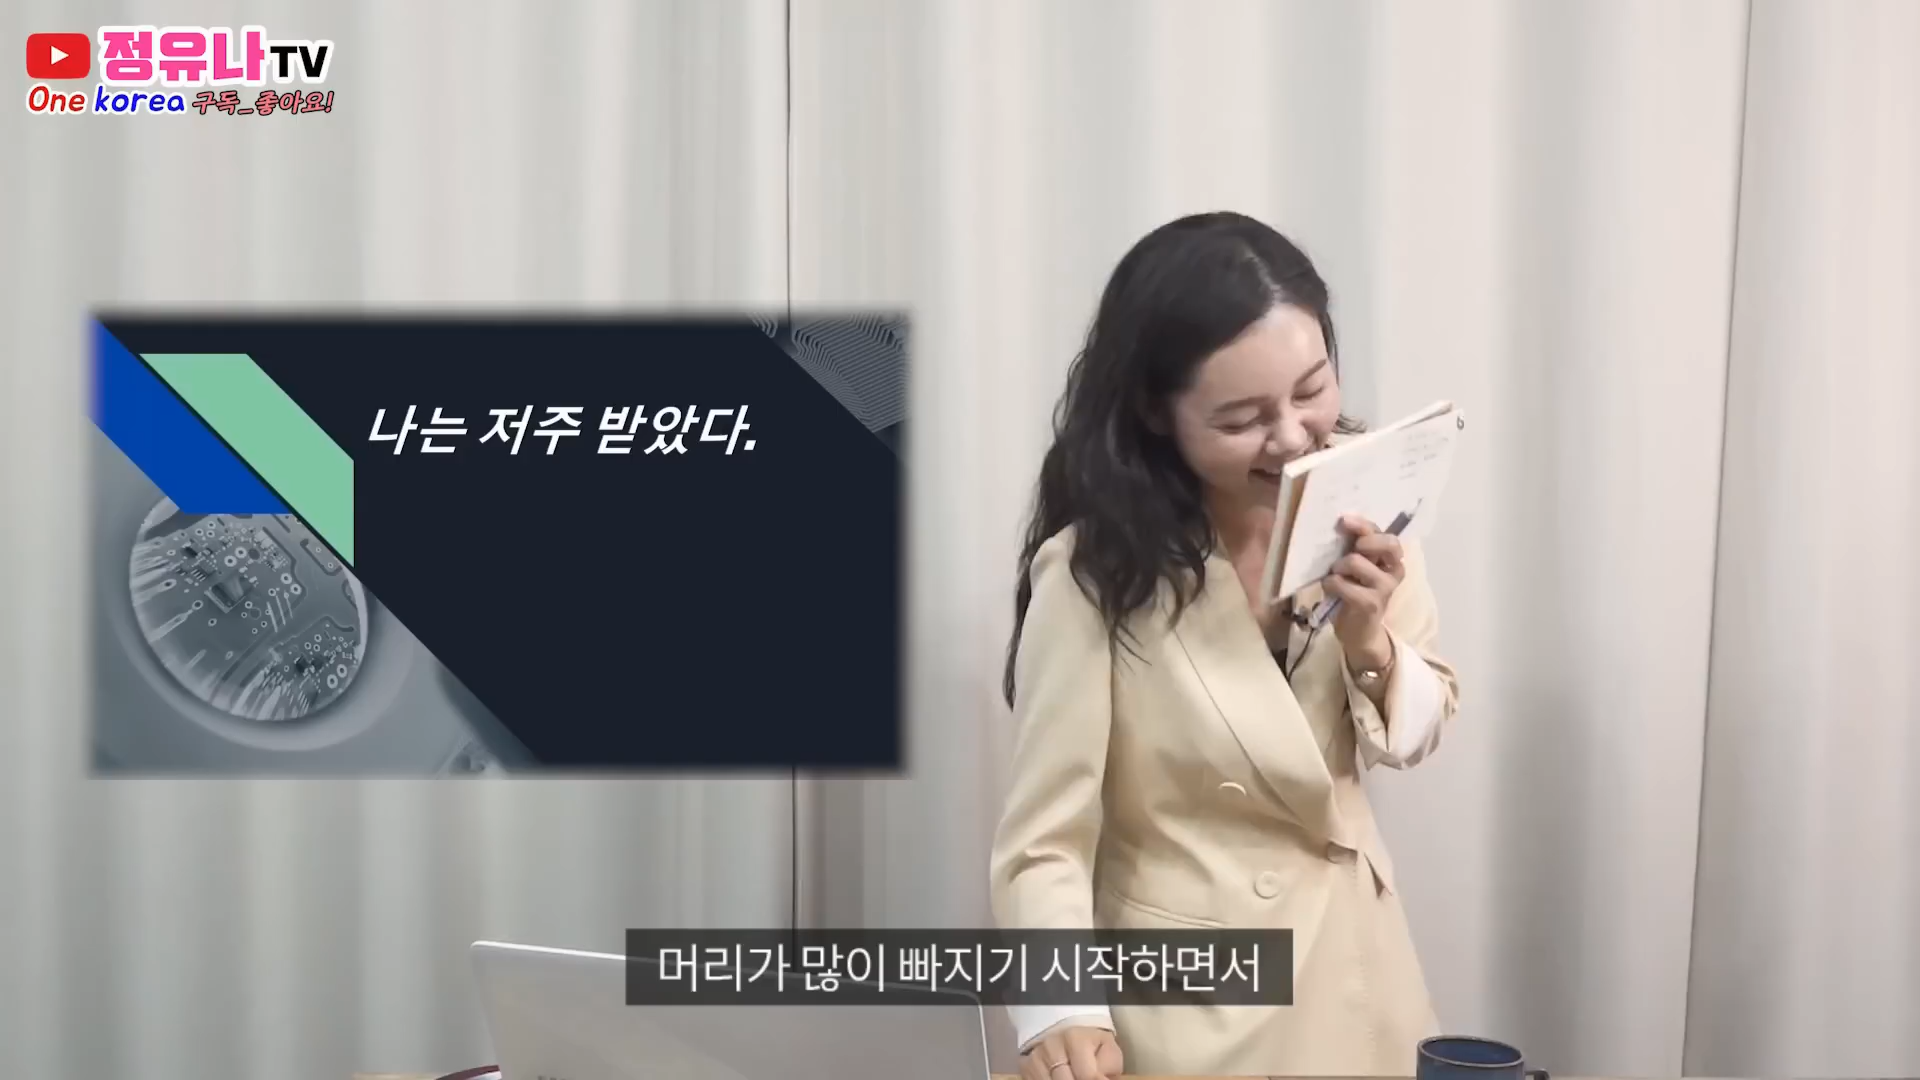 정유나TV
One korea 구독_좋아요!
나는 저주 받았다.
머리가 많이 빠지기 시작하면서